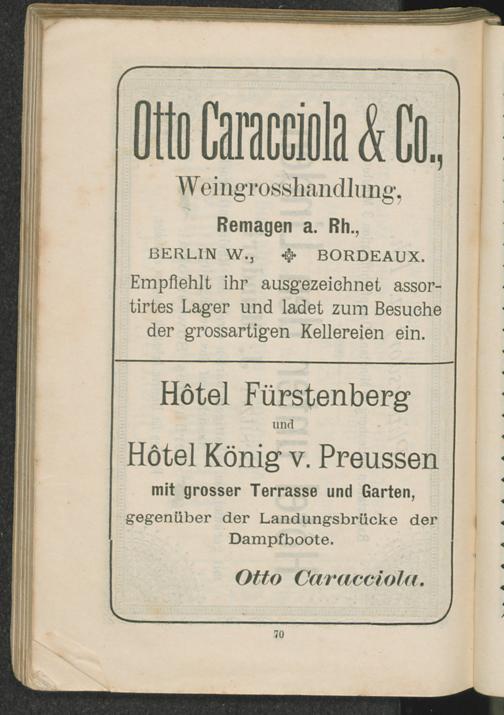 Otto Caracciola & Co.,
Weingrosshandlung,
Remagen a. Rh.,
BERLIN W., BORDEAUX.
Empfiehlt ihr ausgezeichnet assor-
tirtes Lager und ladet zum Besuche
der grossartigen Kellereien ein.
Hôtel Fürstenberg
und
Hôtel König v. Preussen
mit grosser Terrasse und Garten,
gegenüber der Landungsbrücke der
Dampfboote.
Otto Caracciola.
70